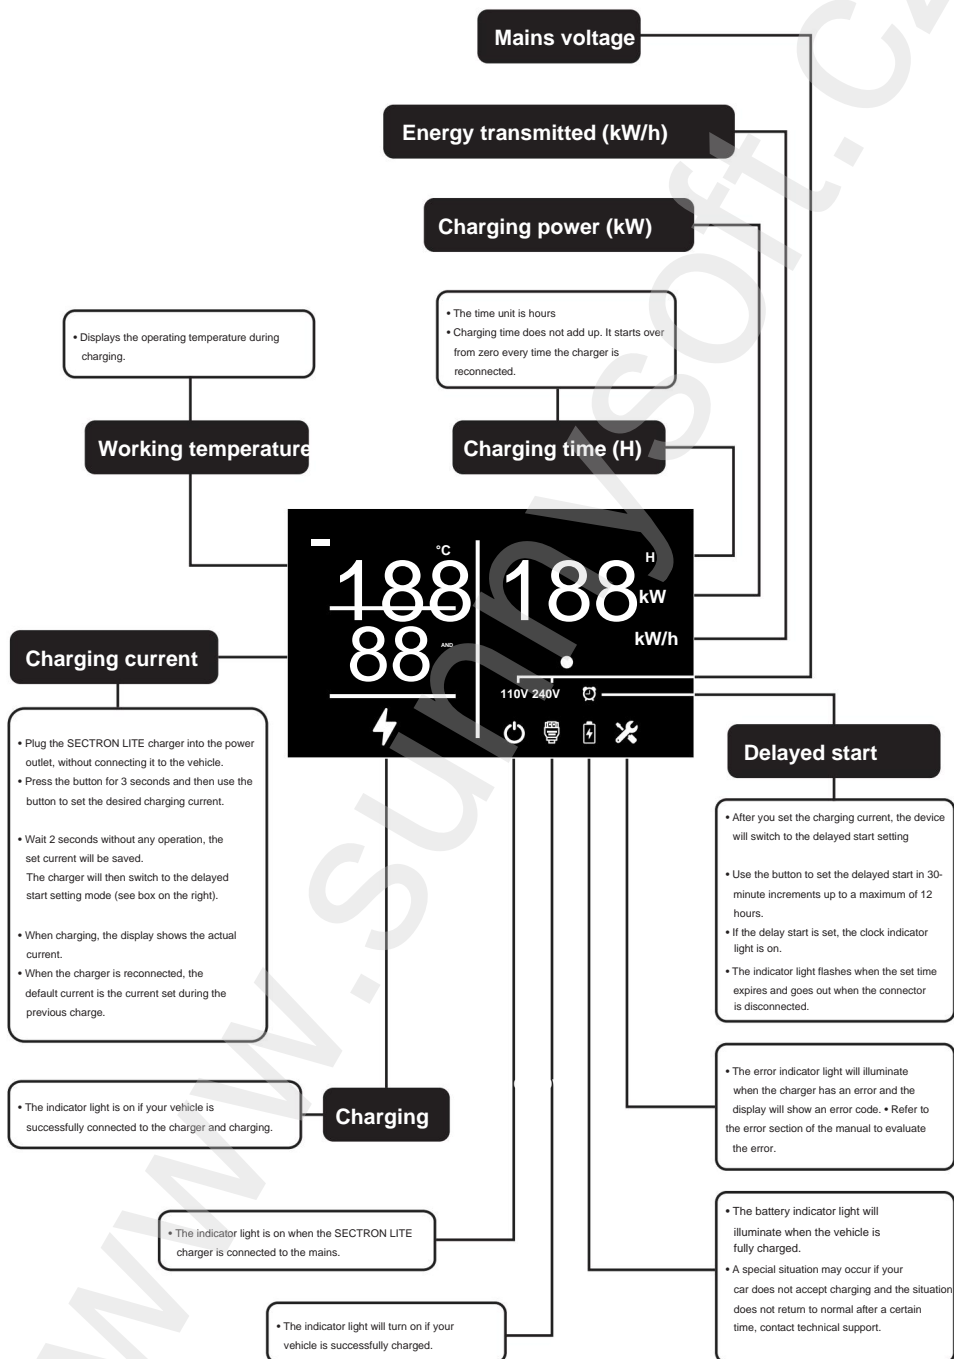 Mains voltage
Energy transmitted (kW/h)
Charging power (kW)
• The time unit is hours
• Charging time does not add up. It starts over
from zero every time the charger is
reconnected.
• Displays the operating temperature during
charging.
Working temperature
Charging time (H)
°C
188
188
H
kW
88
AND
kW/h
110V 240V
Charging current
• Plug the SECTRON LITE charger into the power
outlet, without connecting it to the vehicle.
• Press the button for 3 seconds and then use the
button to set the desired charging current.
• Wait 2 seconds without any operation, the
set current will be saved.
The charger will then switch to the delayed
start setting mode (see box on the right).
• When charging, the display shows the actual
current.
• When the charger is reconnected, the
default current is the current set during the
previous charge.
Delayed start
• After you set the charging current, the device
will switch to the delayed start setting
• Use the button to set the delayed start in 30-
minute increments up to a maximum of 12
hours.
• If the delay start is set, the clock indicator
light is on.
• The indicator light flashes when the set time
expires and goes out when the connector
is disconnected.
• The indicator light is on if your vehicle is
successfully connected to the charger and charging.
Charging
• The error indicator light will illuminate
when the charger has an error and the
display will show an error code. • Refer to
the error section of the manual to evaluate
the error.
• The indicator light is on when the SECTRON LITE
charger is connected to the mains.
• The battery indicator light will
illuminate when the vehicle is
fully charged.
• A special situation may occur if your
car does not accept charging and the situation
does not return to normal after a certain
time, contact technical support.
• The indicator light will turn on if your
vehicle is successfully charged.
www.sunnysoft.cz